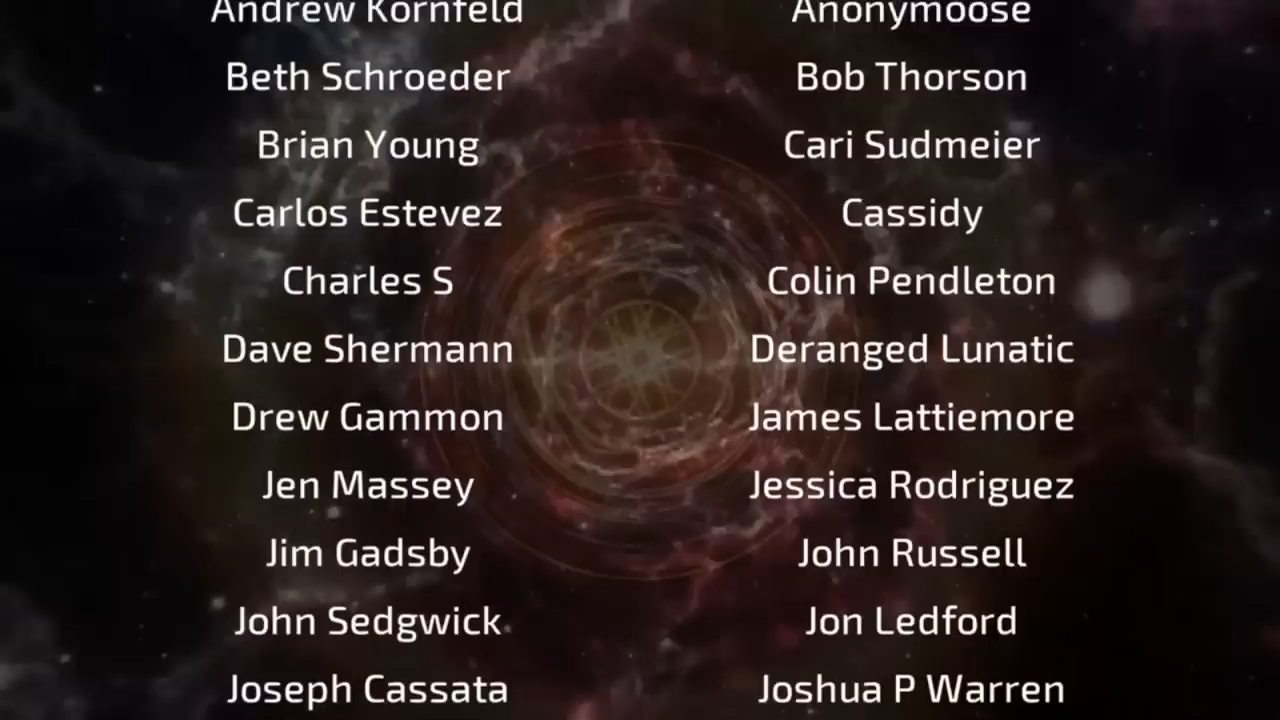 Andrew Kornfeld Anonymoose
Beth Schroeder Bob Thorson
Brian Young Cari Sudmeier
Carlos Estevez Cassidy
Charles S Colin Pendleton
Dave Shermann Deranged Lunatic
Drew Gammon James Lattiemore
Jen Massey Jessica Rodriguez
Jim Gadsby John Russell
John Sedgwick Jon Ledford
Joseph Cassata Joshua P Warren